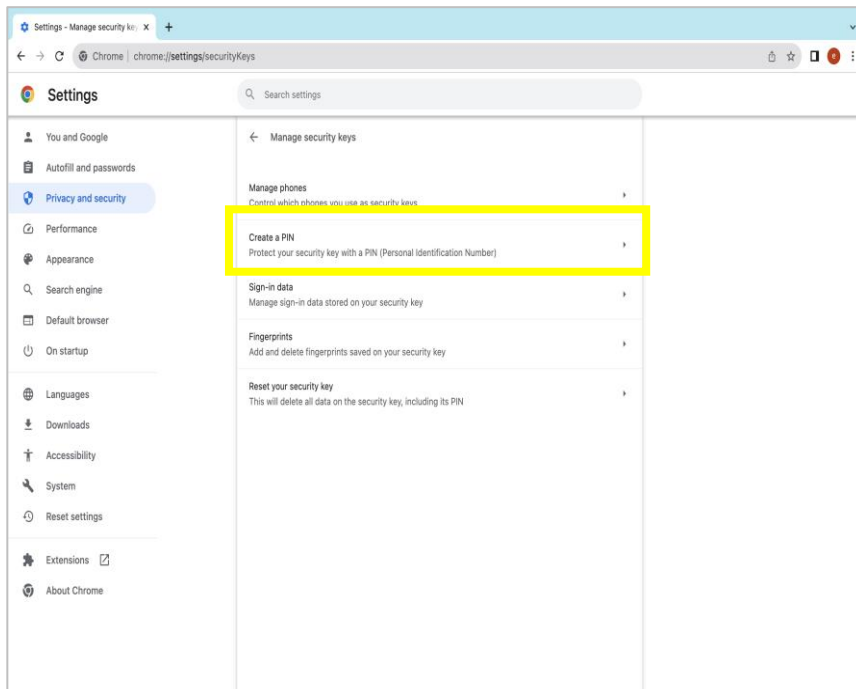 Settings - Manage security key
Chrome chrome://settings/securityKeys
e
Settings
Search settings
You and Google
Autofill and passwords
Privacy and security
Performance
Appearance
Search engine
Default browser
On startup
Languages
Downloads
Accessibility
System
Reset settings
Extensions
About Chrome
Manage security keys
Manage phones
Control which phones you use as security keys
Create a PIN
Protect your security key with a PIN (Personal Identification Number)
Sign-in data
Manage sign-in data stored on your security key
Fingerprints
Add and delete fingerprints saved on your security key
Reset your security key
This will delete all data on the security key, including its PIN